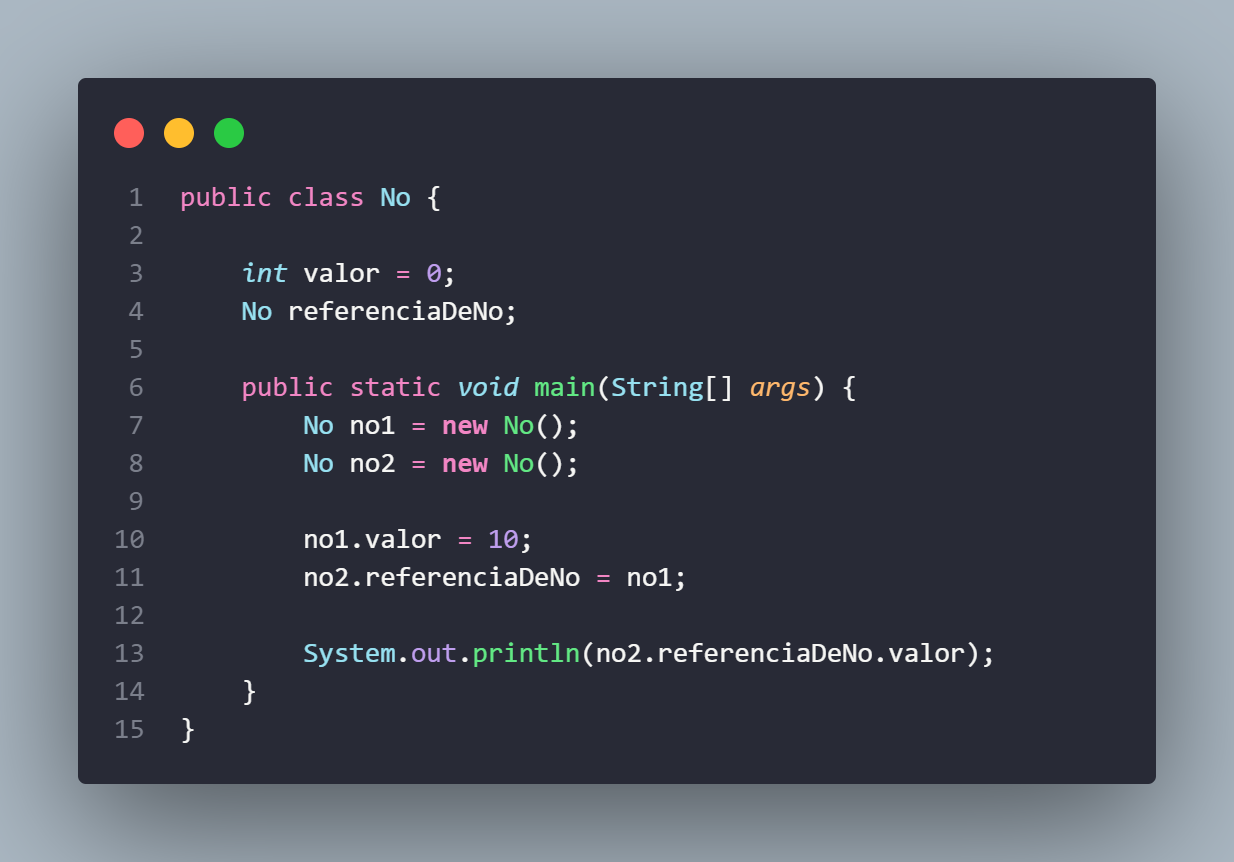 1 public class No {
2
3     int valor = 0;
4     No referenciaDeNo;
5
6     public static void main(String[] args) {
7         No no1 = new No();
8         No no2 = new No();
9
10         no1.valor = 10;
11         no2.referenciaDeNo = no1;
12
13         System.out.println(no2.referenciaDeNo.valor);
14     }
15 }